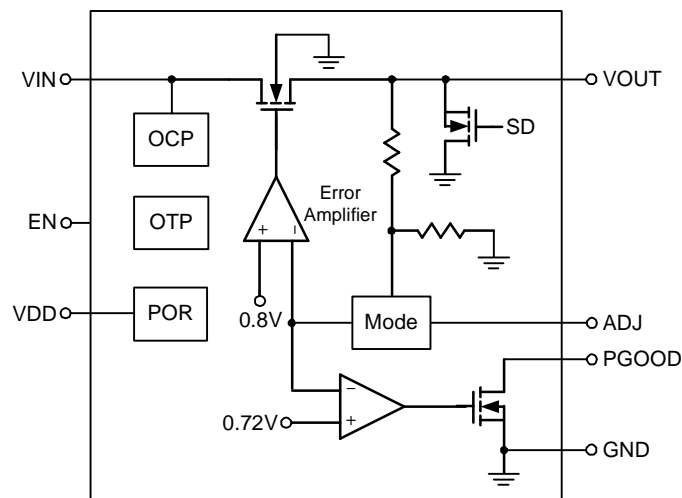 VIN
VOUT
OCP
SD
Error
Amplifier
EN
OTP
+
−
VDD
POR
0.8V
Mode
ADJ
PGOOD
−
0.72V
+
GND